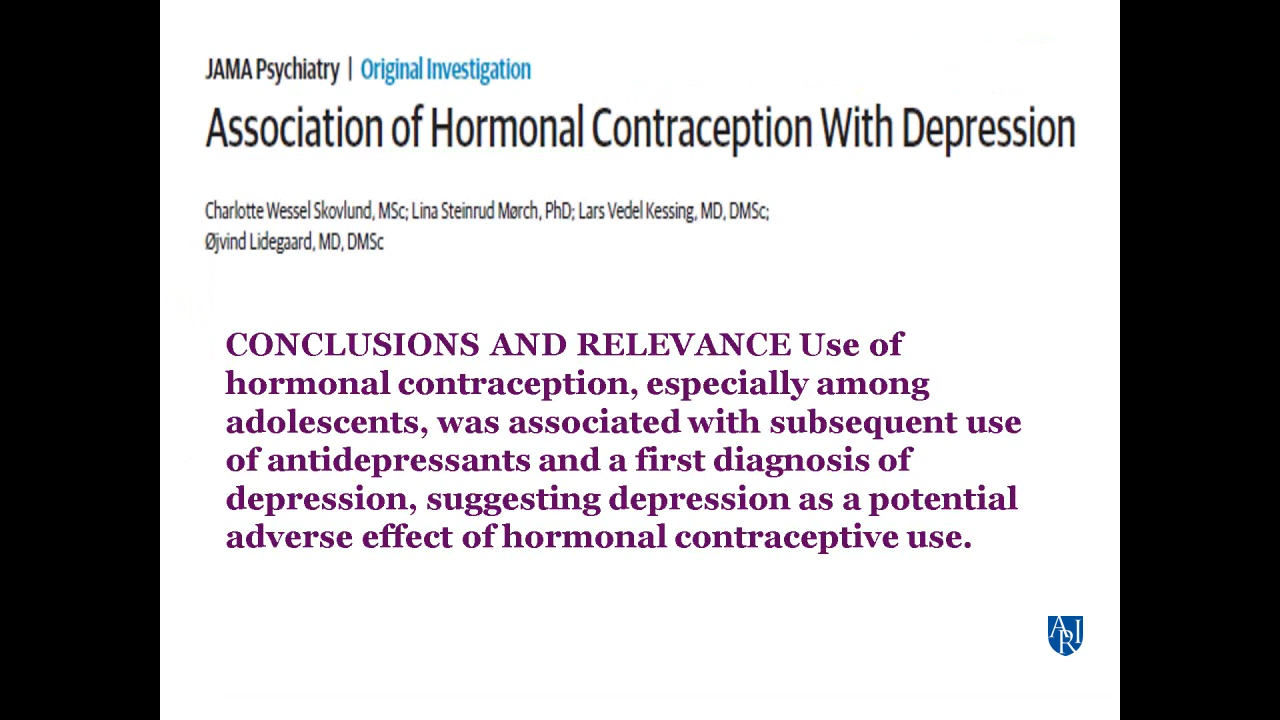 JAMA Psychiatry | Original Investigation
Association of Hormonal Contraception With Depression
Charlotte Wessel Skovlund, MSc; Lina Steinrud Mørch, PhD; Lars Vedel Kessing, MD, DMSc;
Øjvind Lidegaard, MD, DMSc
CONCLUSIONS AND RELEVANCE Use of
hormonal contraception, especially among
adolescents, was associated with subsequent use
of antidepressants and a first diagnosis of
depression, suggesting depression as a potential
adverse effect of hormonal contraceptive use.
ARI